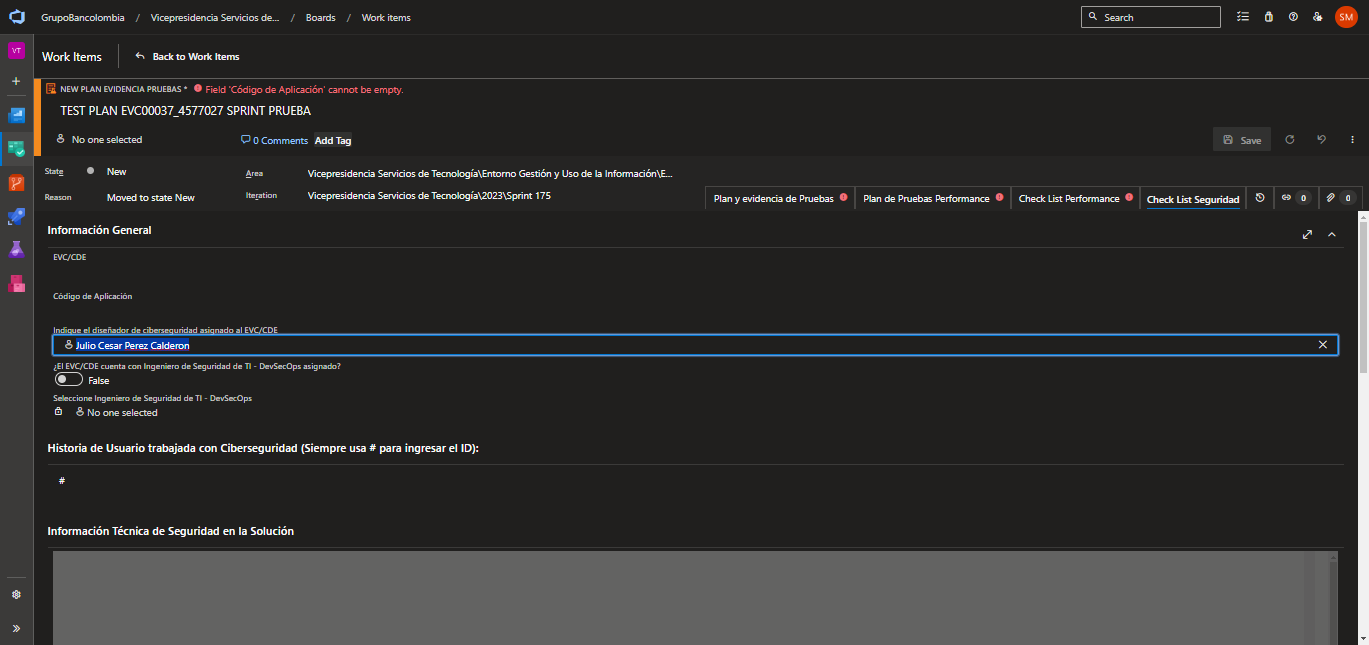 GrupoBancolombia / Vicepresidencia Servicios de... / Boards / Work items
Search
SM
VT
Work Items
Back to Work Items
NEW PLAN EVIDENCIA PRUEBAS * Field 'Código de Aplicación' cannot be empty.
TEST PLAN EVC00037_4577027 SPRINT PRUEBA
No one selected
0 Comments
Add Tag
Save
State
New
Area
Vicepresidencia Servicios de Tecnología\Entorno Gestión y Uso de la Información\E...
Reason
Moved to state New
Iteration
Vicepresidencia Servicios de Tecnología\2023\Sprint 175
Plan y evidencia de Pruebas
Plan de Pruebas Performance
Check List Performance
Check List Seguridad
0
0
Información General
EVC/CDE
Código de Aplicación
Indique el diseñador de ciberseguridad asignado al EVC/CDE
Julio Cesar Perez Calderon
¿El EVC/CDE cuenta con Ingeniero de Seguridad de TI - DevSecOps asignado?
False
Seleccione Ingeniero de Seguridad de TI - DevSecOps
No one selected
Historia de Usuario trabajada con Ciberseguridad (Siempre usa # para ingresar el ID):
#
Información Técnica de Seguridad en la Solución